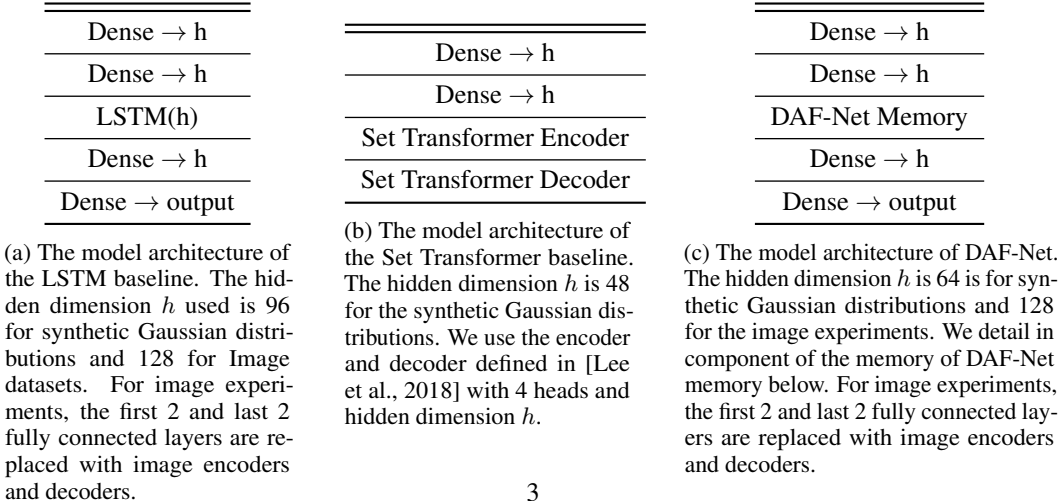 Dense → h
Dense → h
LSTM(h)
Dense → h
Dense → output
(a) The model architecture of
the LSTM baseline. The hid-
den dimension h used is 96
for synthetic Gaussian distri-
butions and 128 for Image
datasets. For image experi-
ments, the first 2 and last 2
fully connected layers are re-
placed with image encoders
and decoders.
Dense → h
Dense → h
Set Transformer Encoder
Set Transformer Decoder
(b) The model architecture of
the Set Transformer baseline.
The hidden dimension h is 48
for the synthetic Gaussian dis-
tributions. We use the encoder
and decoder defined in [Lee
et al., 2018] with 4 heads and
hidden dimension h.
Dense → h
Dense → h
DAF-Net Memory
Dense → h
Dense → output
(c) The model architecture of DAF-Net.
The hidden dimension h is 64 is for syn-
thetic Gaussian distributions and 128
for the image experiments. We detail in
component of the memory of DAF-Net
memory below. For image experiments,
the first 2 and last 2 fully connected lay-
ers are replaced with image encoders
and decoders.
3